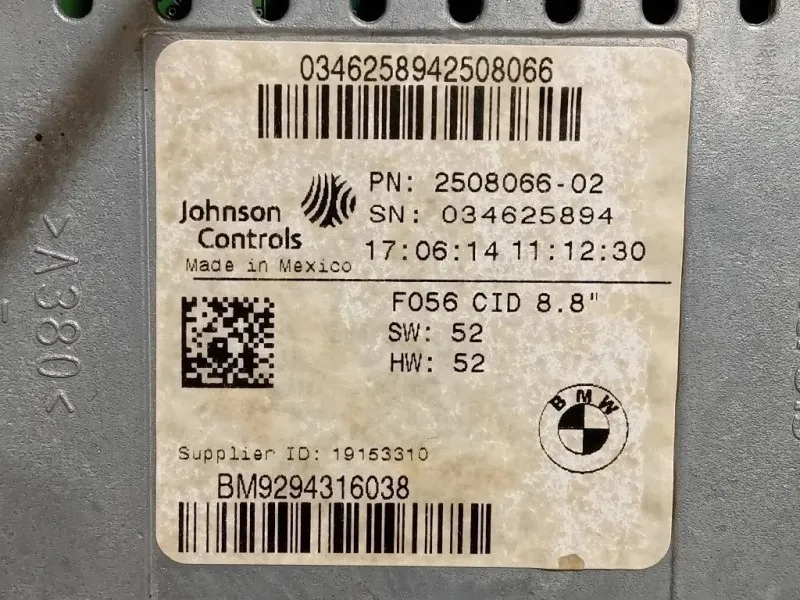 0346258942508066
Johnson
Controls
Made in Mexico
PN: 2508066-02
SN: 034625894
17:06:14 11:12:30
F056 CID 8.8"
SW: 52
HW: 52
BMW
Supplier ID: 19153310
BM9294316038
>A380<